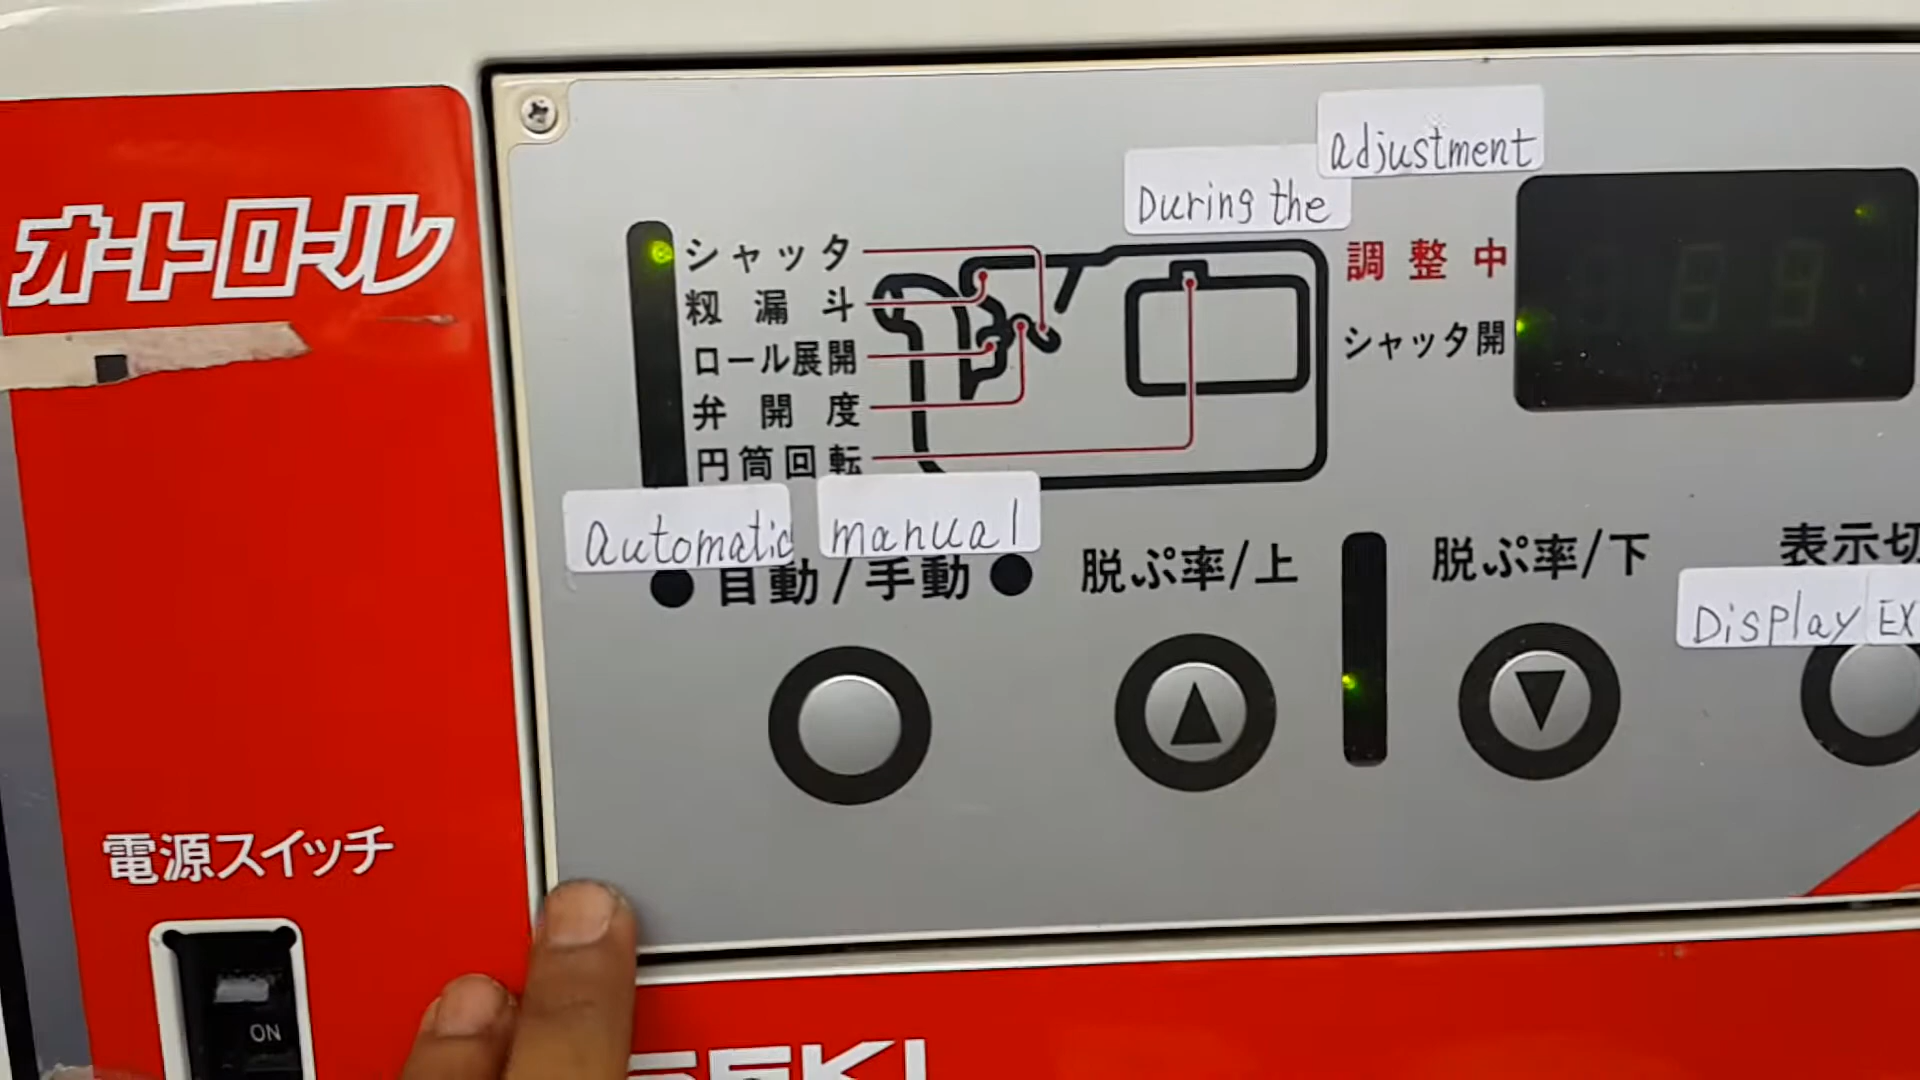 オートロール
adjustment
During the
シャッタ
籾漏斗
ロール展開
弁開度
円筒回転
調整中
シャッタ開
Automatic manual
自動/手動
脱ぷ率/上
脱ぷ率/下
表示切
Display EX
▲
▼
電源スイッチ
ON